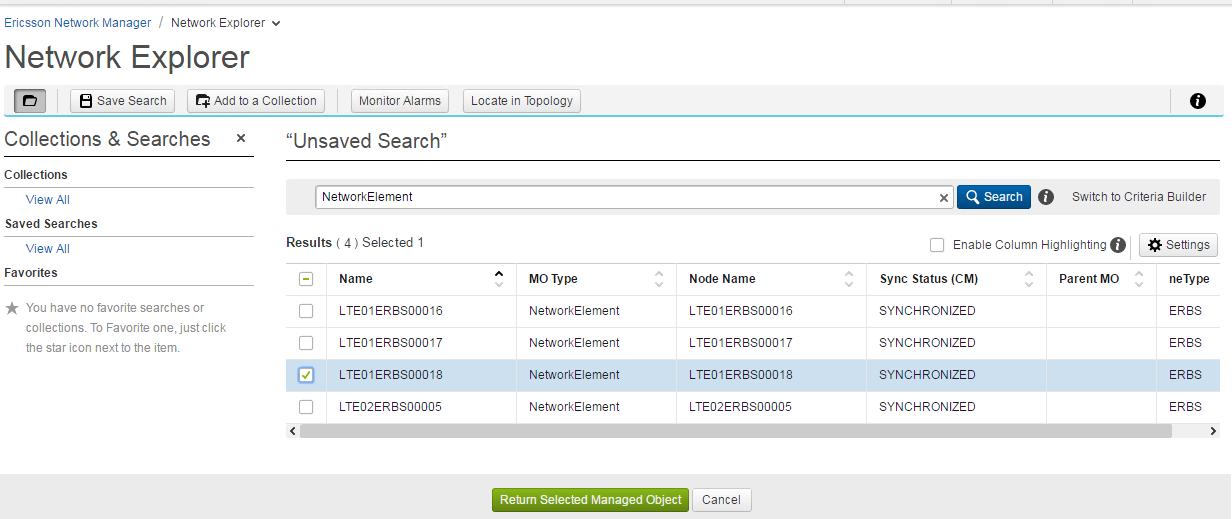 Ericsson Network Manager / Network Explorer
Network Explorer
Save Search Add to a Collection Monitor Alarms Locate in Topology
Collections & Searches
Collections
View All
Saved Searches
View All
Favorites
You have no favorite searches or
collections. To Favorite one, just click
the star icon next to the item.
“Unsaved Search”
NetworkElement Search Switch to Criteria Builder
Results ( 4 ) Selected 1 Enable Column Highlighting Settings
Name MO Type Node Name Sync Status (CM) Parent MO neType
LTE01ERBS00016 NetworkElement LTE01ERBS00016 SYNCHRONIZED ERBS
LTE01ERBS00017 NetworkElement LTE01ERBS00017 SYNCHRONIZED ERBS
LTE01ERBS00018 NetworkElement LTE01ERBS00018 SYNCHRONIZED ERBS
LTE02ERBS00005 NetworkElement LTE02ERBS00005 SYNCHRONIZED ERBS
Return Selected Managed Object Cancel